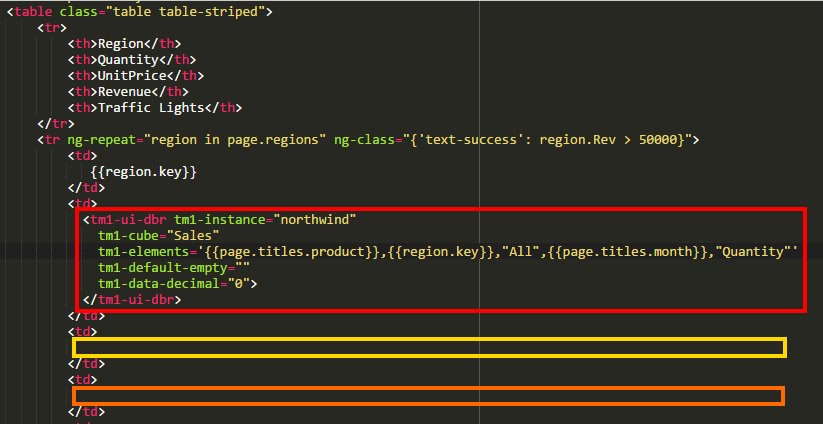 <table class="table table-striped">
<tr>
<th>Region</th>
<th>Quantity</th>
<th>UnitPrice</th>
<th>Revenue</th>
<th>Traffic Lights</th>
</tr>
<tr ng-repeat="region in page.regions" ng-class="{'text-success': region.Rev > 50000}">
<td>
{{region.key}}
</td>
<td>
<tm1-ui-dbr tm1-instance="northwind"
tm1-cube="Sales"
tm1-elements='{{page.titles.product}},{{region.key}},"All",{{page.titles.month}},"Quantity"'
tm1-default-empty=""
tm1-data-decimal="0">
</tm1-ui-dbr>
</td>
<td>
</td>
<td>
</td>